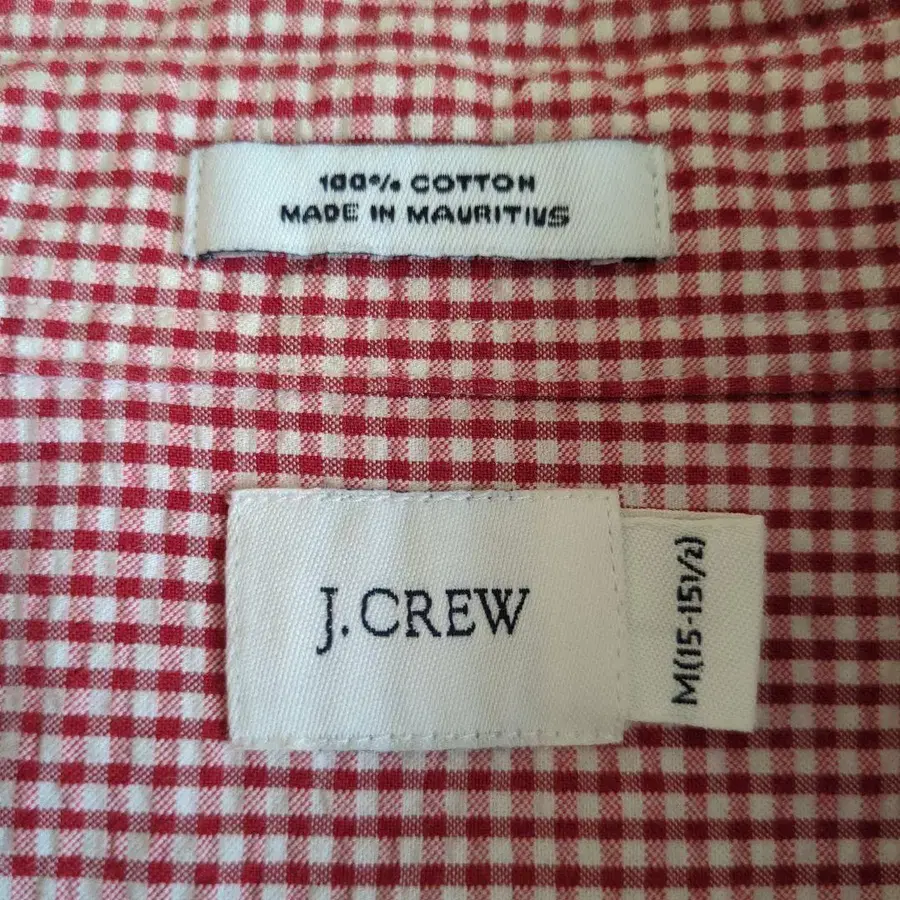 100% COTTON
MADE IN MAURITIUS
J.CREW
M(15-15½)